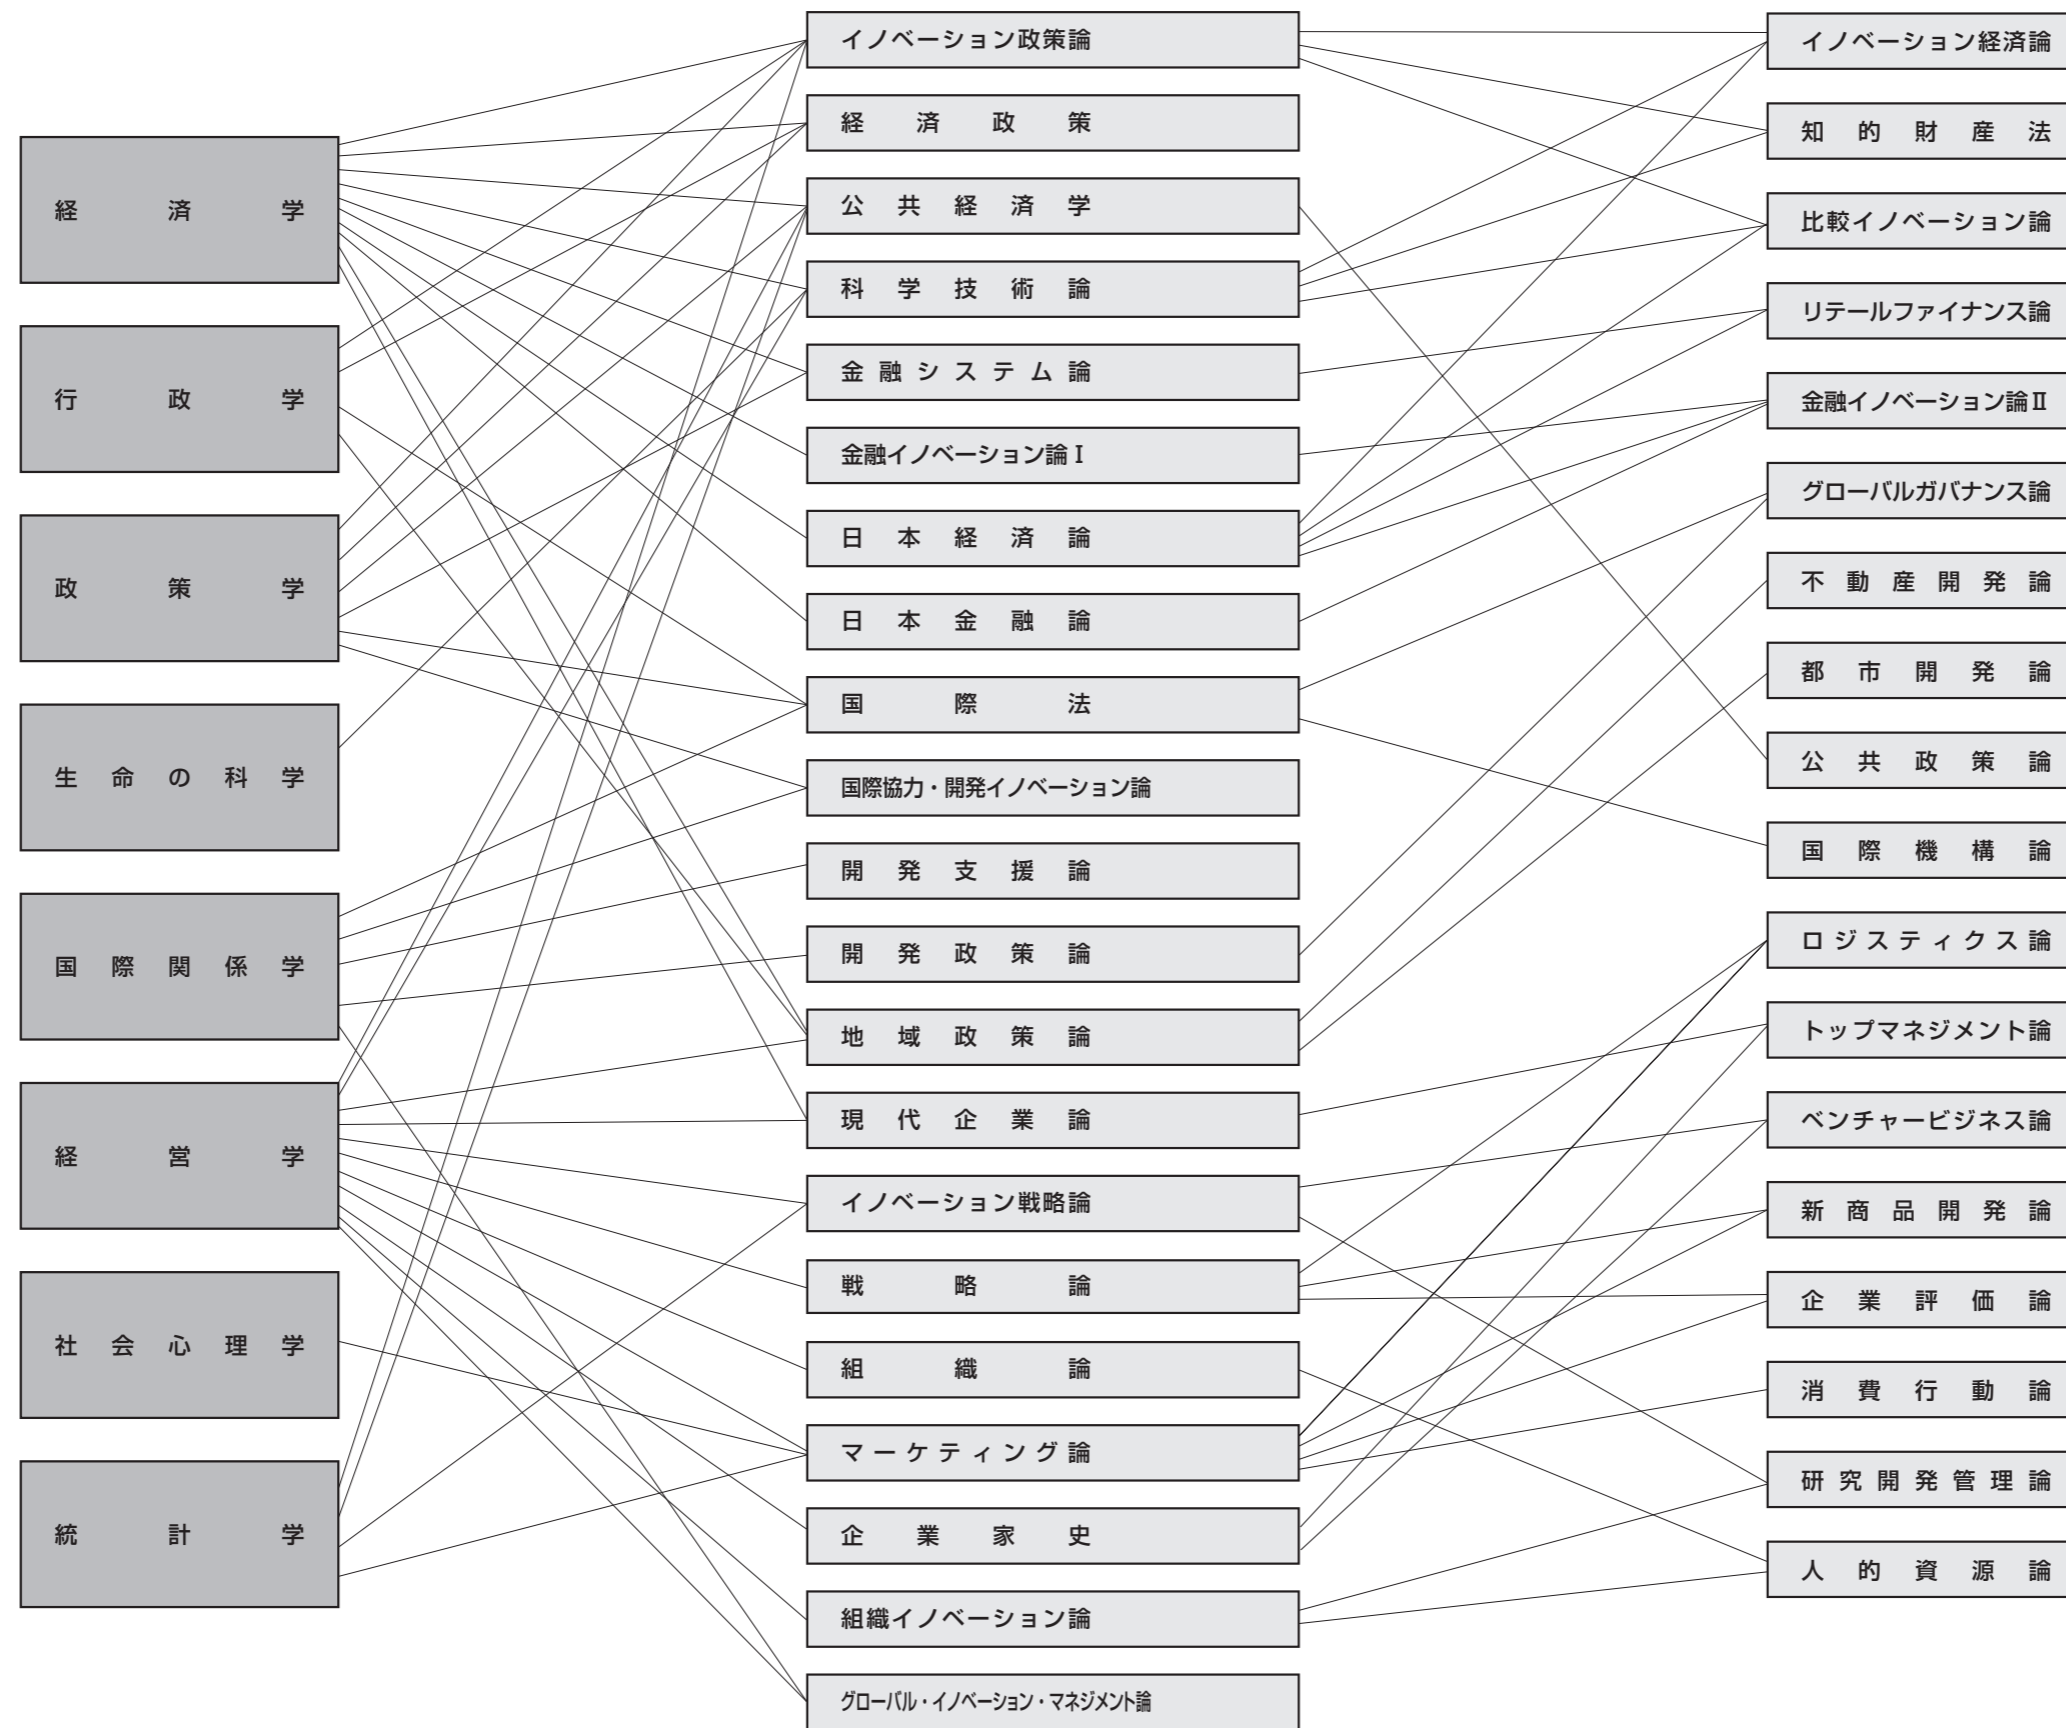 経済学
行政学
政策学
生命の科学
国際関係学
経営学
社会心理学
統計学
イノベーション政策論
経済政策
公共経済学
科学技術論
金融システム論
金融イノベーション論Ⅰ
日本経済論
日本金融論
国際法
国際協力・開発イノベーション論
開発支援論
開発政策論
地域政策論
現代企業論
イノベーション戦略論
戦略論
組織論
マーケティング論
企業家史
組織イノベーション論
グローバル・イノベーション・マネジメント論
イノベーション経済論
知的財産法
比較イノベーション論
リテールファイナンス論
金融イノベーション論Ⅱ
グローバルガバナンス論
不動産開発論
都市開発論
公共政策論
国際機構論
ロジスティクス論
トップマネジメント論
ベンチャービジネス論
新商品開発論
企業評価論
消費行動論
研究開発管理論
人的資源論